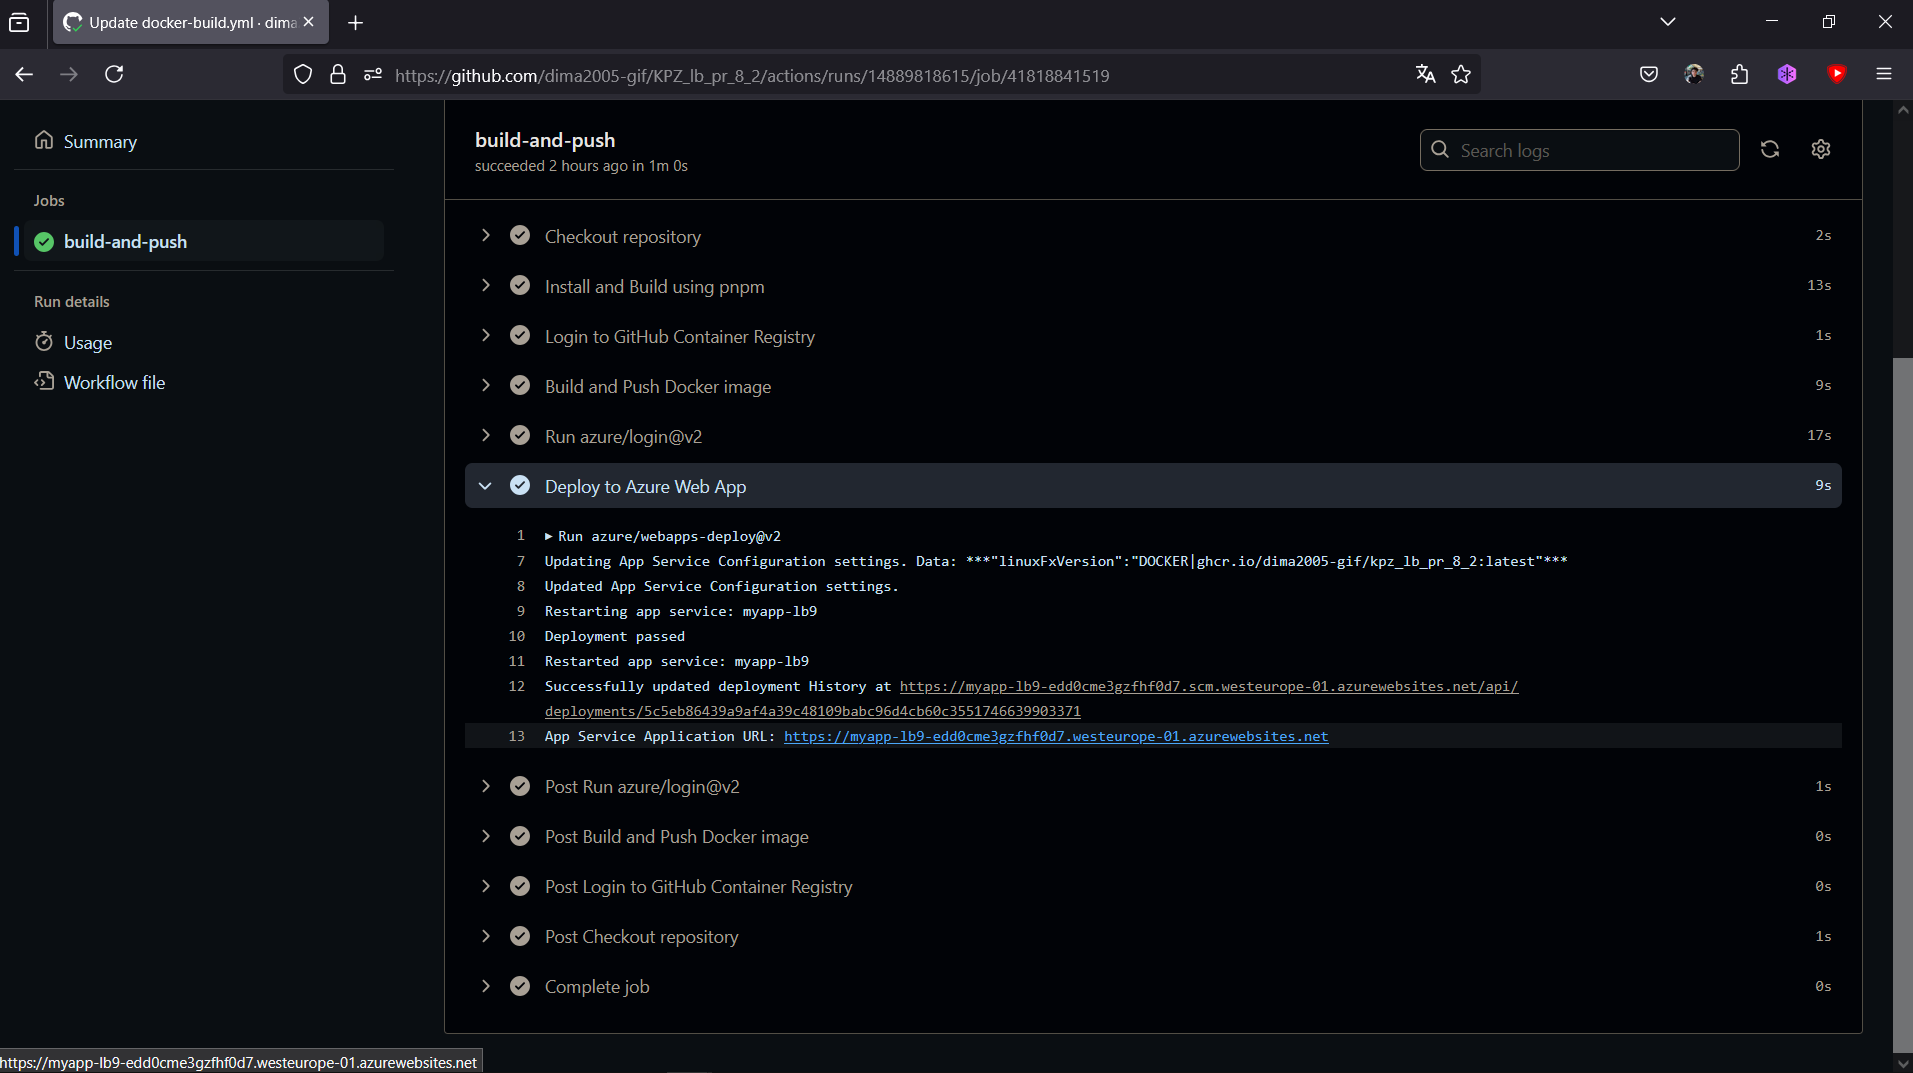 Update docker-build.yml · dima
https://github.com/dima2005-gif/KPZ_lb_pr_8_2/actions/runs/14889818615/job/41818841519
Summary
Jobs
build-and-push
Run details
Usage
Workflow file
build-and-push
succeeded 2 hours ago in 1m 0s
Search logs
Checkout repository 2s
Install and Build using pnpm 13s
Login to GitHub Container Registry 1s
Build and Push Docker image 9s
Run azure/login@v2 17s
Deploy to Azure Web App 9s
1 Run azure/webapps-deploy@v2
7 Updating App Service Configuration settings. Data: ***"linuxFxVersion":"DOCKER|ghcr.io/dima2005-gif/kpz_lb_pr_8_2:latest"***
8 Updated App Service Configuration settings.
9 Restarting app service: myapp-lb9
10 Deployment passed
11 Restarted app service: myapp-lb9
12 Successfully updated deployment History at https://myapp-lb9-edd0cme3gzfhf0d7.scm.westeurope-01.azurewebsites.net/api/
deployments/5c5eb86439a9af4a39c48109babc96d4cb60c3551746639903371
13 App Service Application URL: https://myapp-lb9-edd0cme3gzfhf0d7.westeurope-01.azurewebsites.net
Post Run azure/login@v2 1s
Post Build and Push Docker image 0s
Post Login to GitHub Container Registry 0s
Post Checkout repository 1s
Complete job 0s
https://myapp-lb9-edd0cme3gzfhf0d7.westeurope-01.azurewebsites.net